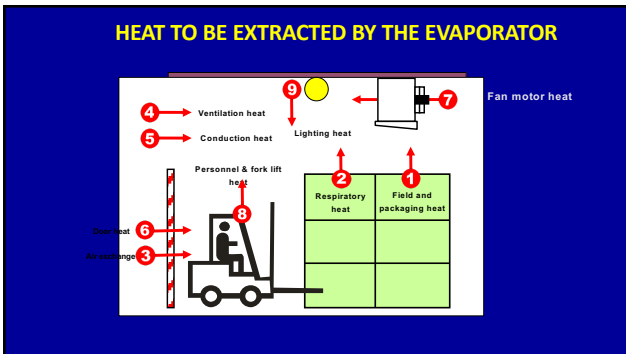 HEAT TO BE EXTRACTED BY THE EVAPORATOR
9
4
Ventilation heat
7
Fan motor heat
5
Conduction heat
Lighting heat
Personnel & fork lift
heat
2
1
Respiratory
heat
Field and
packaging heat
8
6
heat
3